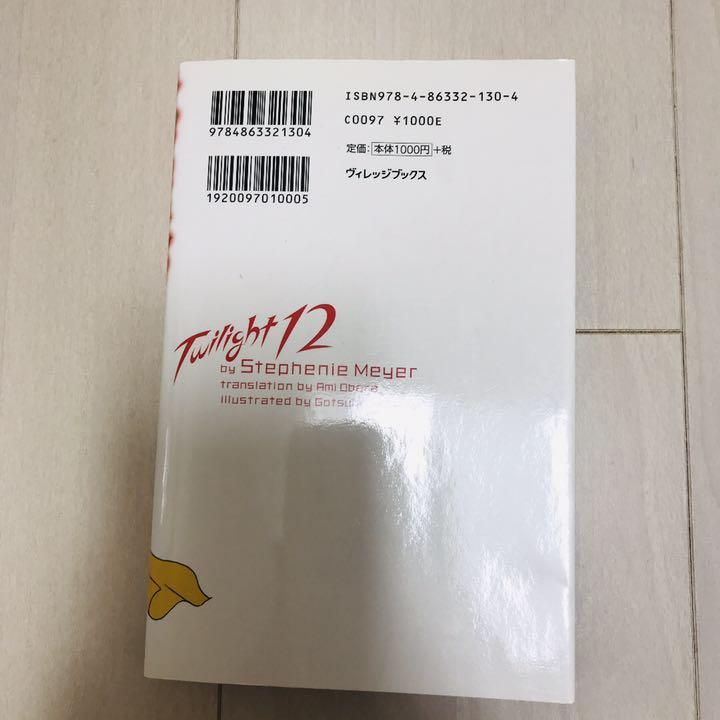 ISBN978-4-86332-130-4
9784863321304
C0097 ¥1000E
定価：本体1000円+税
1920097010005
ヴィレッジブックス
Twilight 12
by Stephenie Meyer
translation by Ami Obara
illustrated by